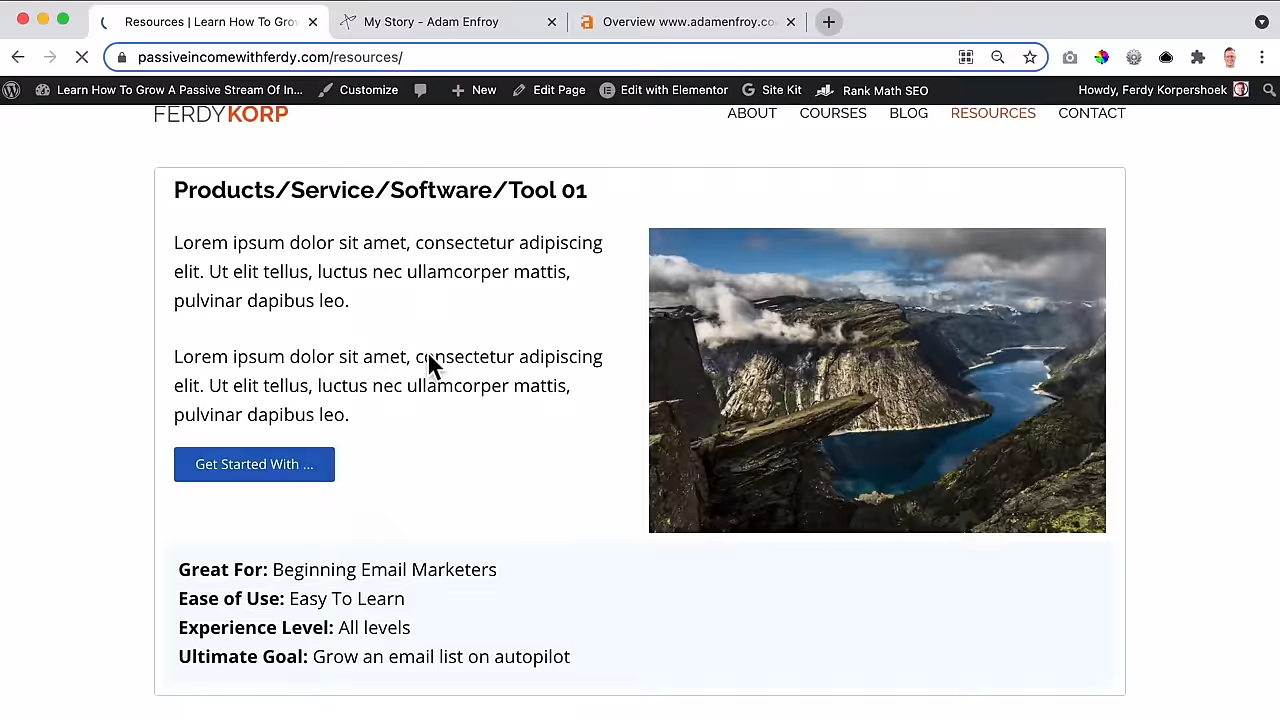 Resources | Learn How To Gro
My Story - Adam Enfroy
Overview www.adamenfroy.co
passiveincomewithferdy.com/resources/
Learn How To Grow A Passive Stream Of In...
Customize
New
Edit Page
Edit with Elementor
Site Kit
Rank Math SEO
Howdy, Ferdy Korpershoek
FERDYKORP
ABOUT
COURSES
BLOG
RESOURCES
CONTACT
Products/Service/Software/Tool 01
Lorem ipsum dolor sit amet, consectetur adipiscing
elit. Ut elit tellus, luctus nec ullamcorper mattis,
pulvinar dapibus leo.
Lorem ipsum dolor sit amet, consectetur adipiscing
elit. Ut elit tellus, luctus nec ullamcorper mattis,
pulvinar dapibus leo.
Get Started With ...
Great For: Beginning Email Marketers
Ease of Use: Easy To Learn
Experience Level: All levels
Ultimate Goal: Grow an email list on autopilot